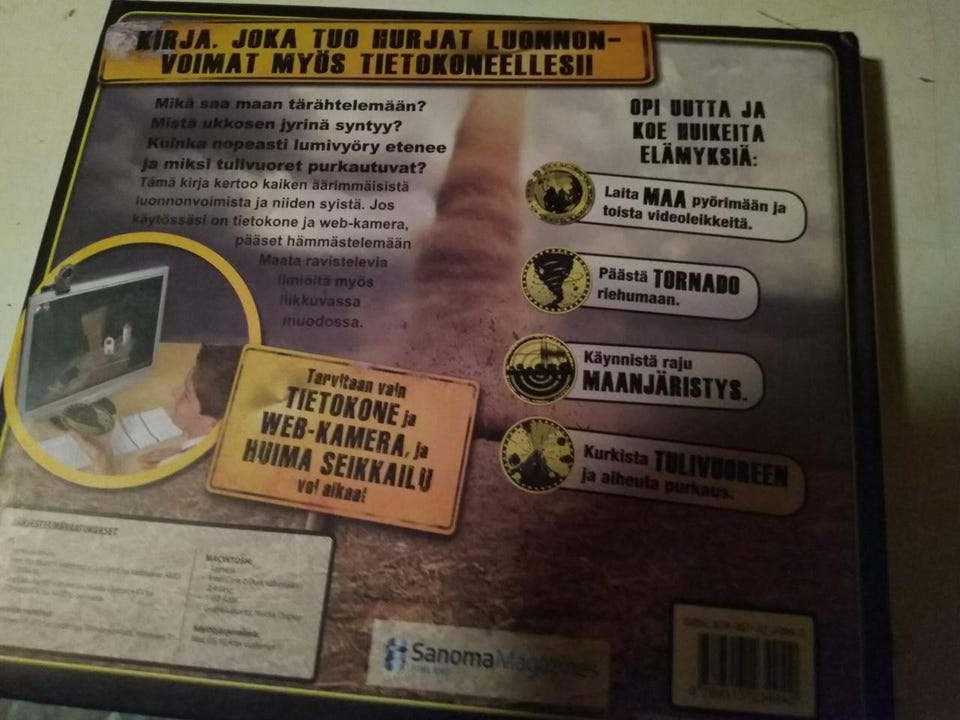 KIRJA, JOKA TUO HURJAT LUONNON-
VOIMAT MYÖS TIETOKONEELLESI!
Mikä saa maan tärähtelemään?
Mistä ukkosen jyrinä syntyy?
Kuinka nopeasti lumivyöry etenee
ja miksi tulivuoret purkautuvat?
Tämä kirja kertoo kaiken äärimmäisistä
luonnonvoimista ja niiden syistä. Jos
käytössäsi on tietokone ja web-kamera,
pääset hämmästelemään
Maata ravistelevia
ilmiöitä myös
liikkuvassa
muodossa.
Tarvitaan vain
TIETOKONE ja
WEB-KAMERA, ja
HUIMA SEIKKAILU
voi alkaa!
OPI UUTTA JA
KOE HUIKEITA
ELÄMYKSIÄ:
Laita MAA pyörimään ja
toista videoleikkeitä.
Päästä TORNADO
riehumaan.
Käynnistä raju
MAANJÄRISTYS.
Kurkista TULIVUOREEN
ja aiheuta purkaus.
JÄRJESTELMÄVAATIMUKSET
MACINTOSH:
SanomaMagazines
FINLAND